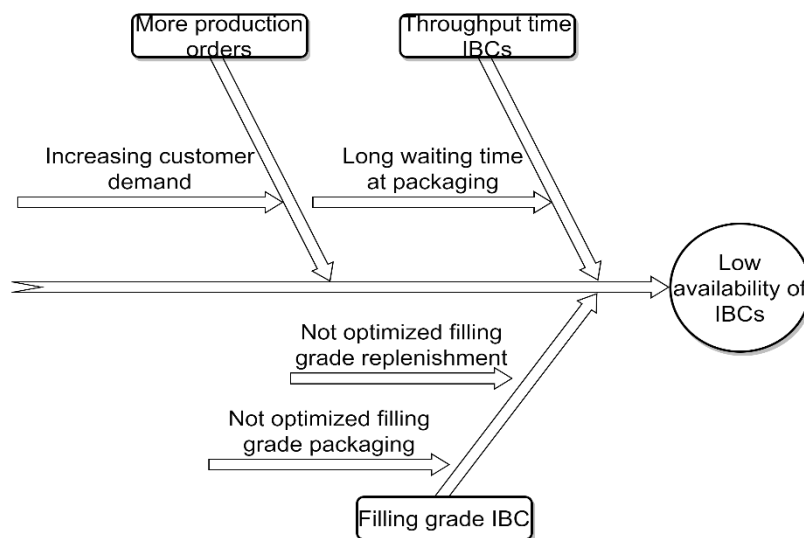 More production
orders
Throughput time
IBCs
Increasing customer
demand
Long waiting time
at packaging
Low
availability of
IBCs
Not optimized filling
grade replenishment
Not optimized filling
grade packaging
Filling grade IBC